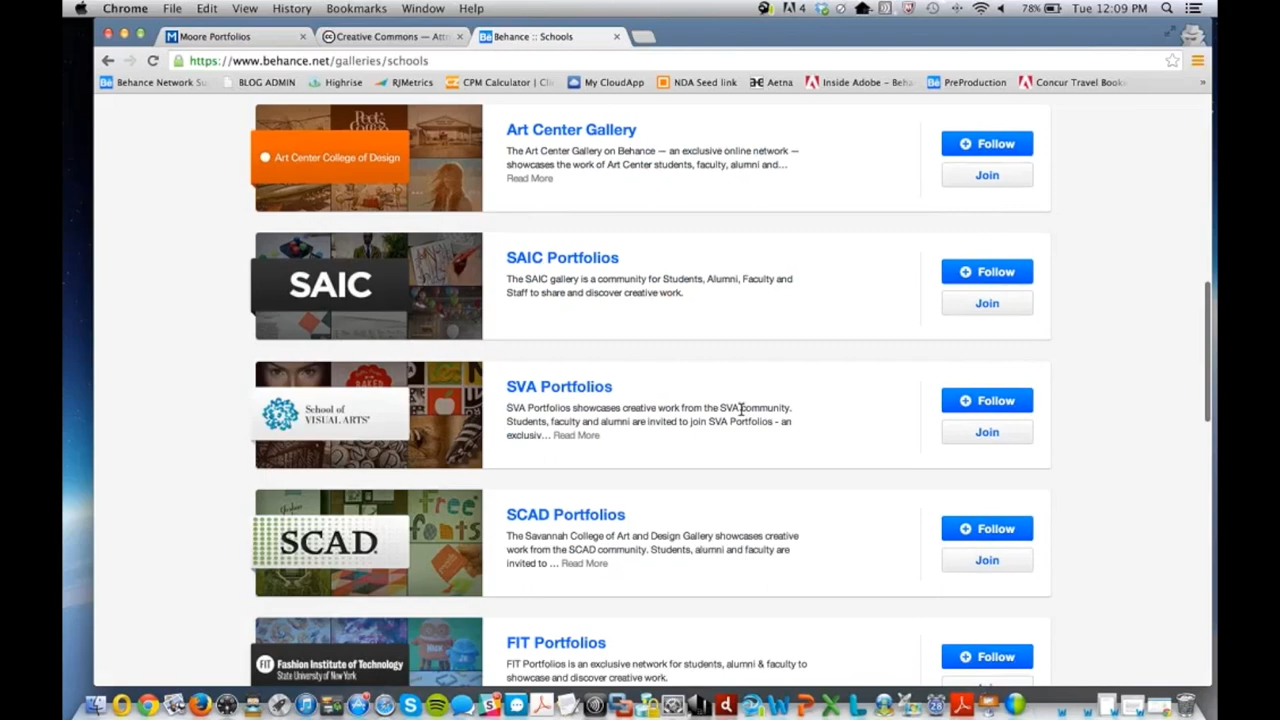 Chrome File Edit View History Bookmarks Window Help 4 78% Tue 12:09 PM
Moore Portfolios × Creative Commons — Att × Behance :: Schools ×
https://www.behance.net/galleries/schools
Behance Network Su BLOG ADMIN Highrise RJMetrics CPM Calculator | Cli My CloudApp NDA Seed link Aetna Inside Adobe - Beha PreProduction Concur Travel Book »
Art Center College of Design
Art Center Gallery
The Art Center Gallery on Behance — an exclusive online network —
showcases the work of Art Center students, faculty, alumni and...
Read More
Follow
Join
SAIC
SAIC Portfolios
The SAIC gallery is a community for Students, Alumni, Faculty and
Staff to share and discover creative work.
Follow
Join
School of
VISUAL ARTS®
SVA Portfolios
SVA Portfolios showcases creative work from the SVA community.
Students, faculty and alumni are invited to join SVA Portfolios - an
exclusiv... Read More
Follow
Join
free
fonts
SCAD
SCAD Portfolios
The Savannah College of Art and Design Gallery showcases creative
work from the SCAD community. Students, alumni and faculty are
invited to ... Read More
Follow
Join
FIT Fashion Institute of Technology
State University of New York
FIT Portfolios
FIT Portfolios is an exclusive network for students, alumni & faculty to
showcase and discover creative work.
Follow